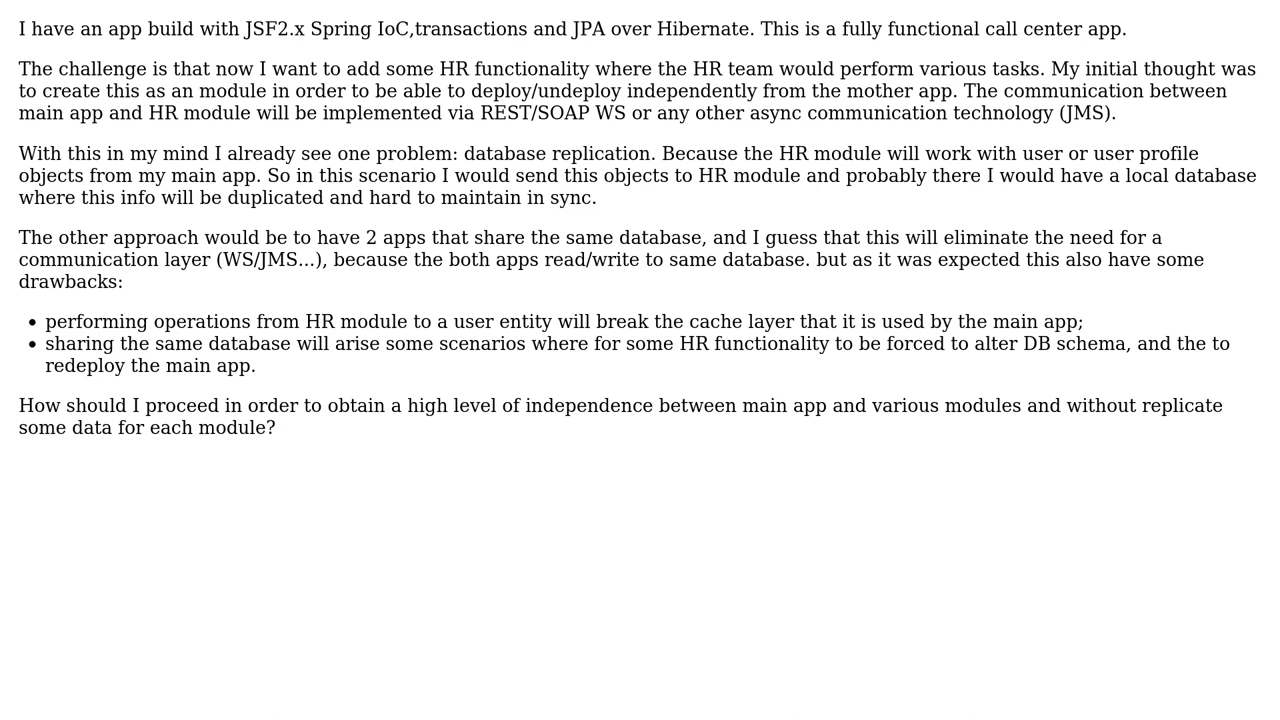 I have an app build with JSF2.x Spring IoC,transactions and JPA over Hibernate. This is a fully functional call center app.
The challenge is that now I want to add some HR functionality where the HR team would perform various tasks. My initial thought was
to create this as an module in order to be able to deploy/undeploy independently from the mother app. The communication between
main app and HR module will be implemented via REST/SOAP WS or any other async communication technology (JMS).
With this in my mind I already see one problem: database replication. Because the HR module will work with user or user profile
objects from my main app. So in this scenario I would send this objects to HR module and probably there I would have a local database
where this info will be duplicated and hard to maintain in sync.
The other approach would be to have 2 apps that share the same database, and I guess that this will eliminate the need for a
communication layer (WS/JMS...), because the both apps read/write to same database. but as it was expected this also have some
drawbacks:
• performing operations from HR module to a user entity will break the cache layer that it is used by the main app;
• sharing the same database will arise some scenarios where for some HR functionality to be forced to alter DB schema, and the to
redeploy the main app.
How should I proceed in order to obtain a high level of independence between main app and various modules and without replicate
some data for each module?